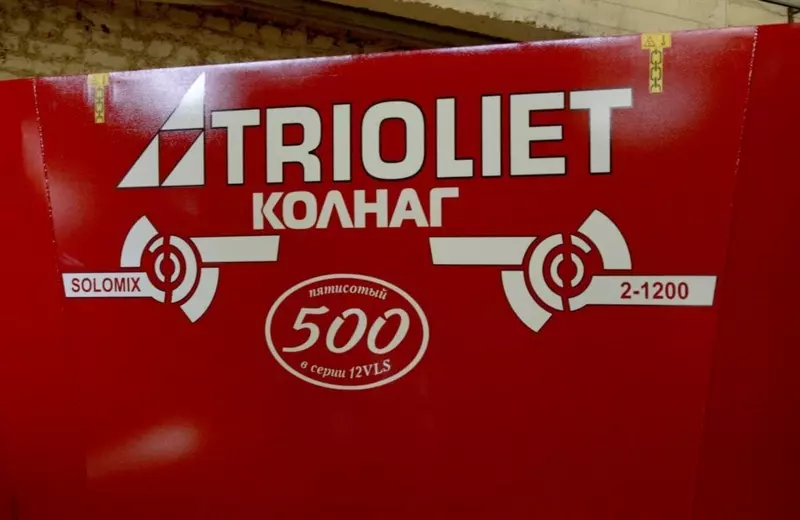 TRIOLIET
КОЛНАГ
SOLOMIX
2-1200
пятисотый
500
в серии 12VLS